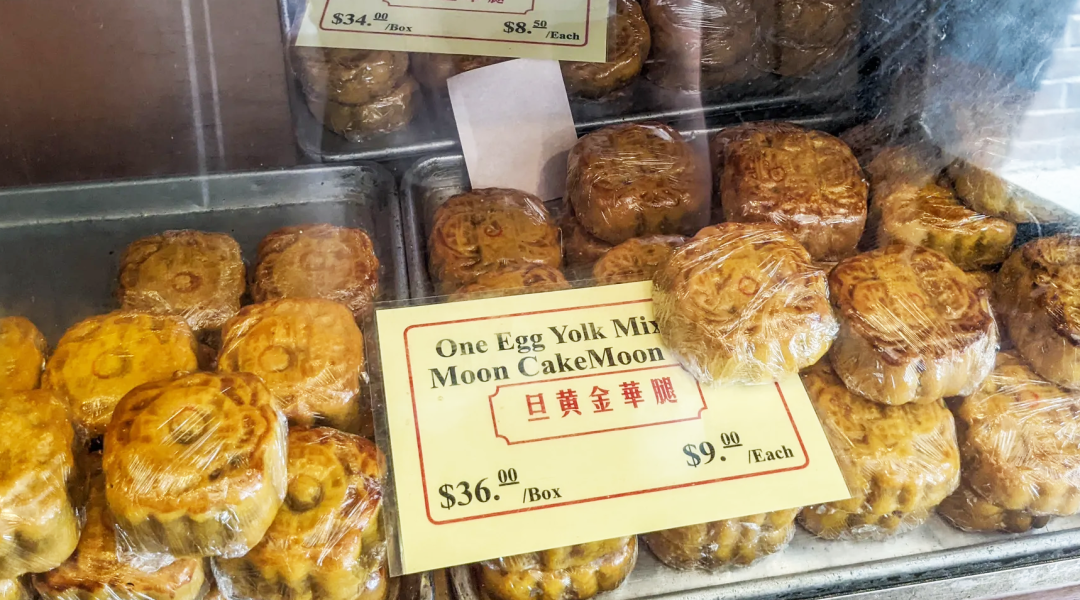 $34.00 /Box $8.50 /Each
One Egg Yolk Mix
Moon CakeMoon
旦黄金華腿
$36.00 /Box $9.00 /Each